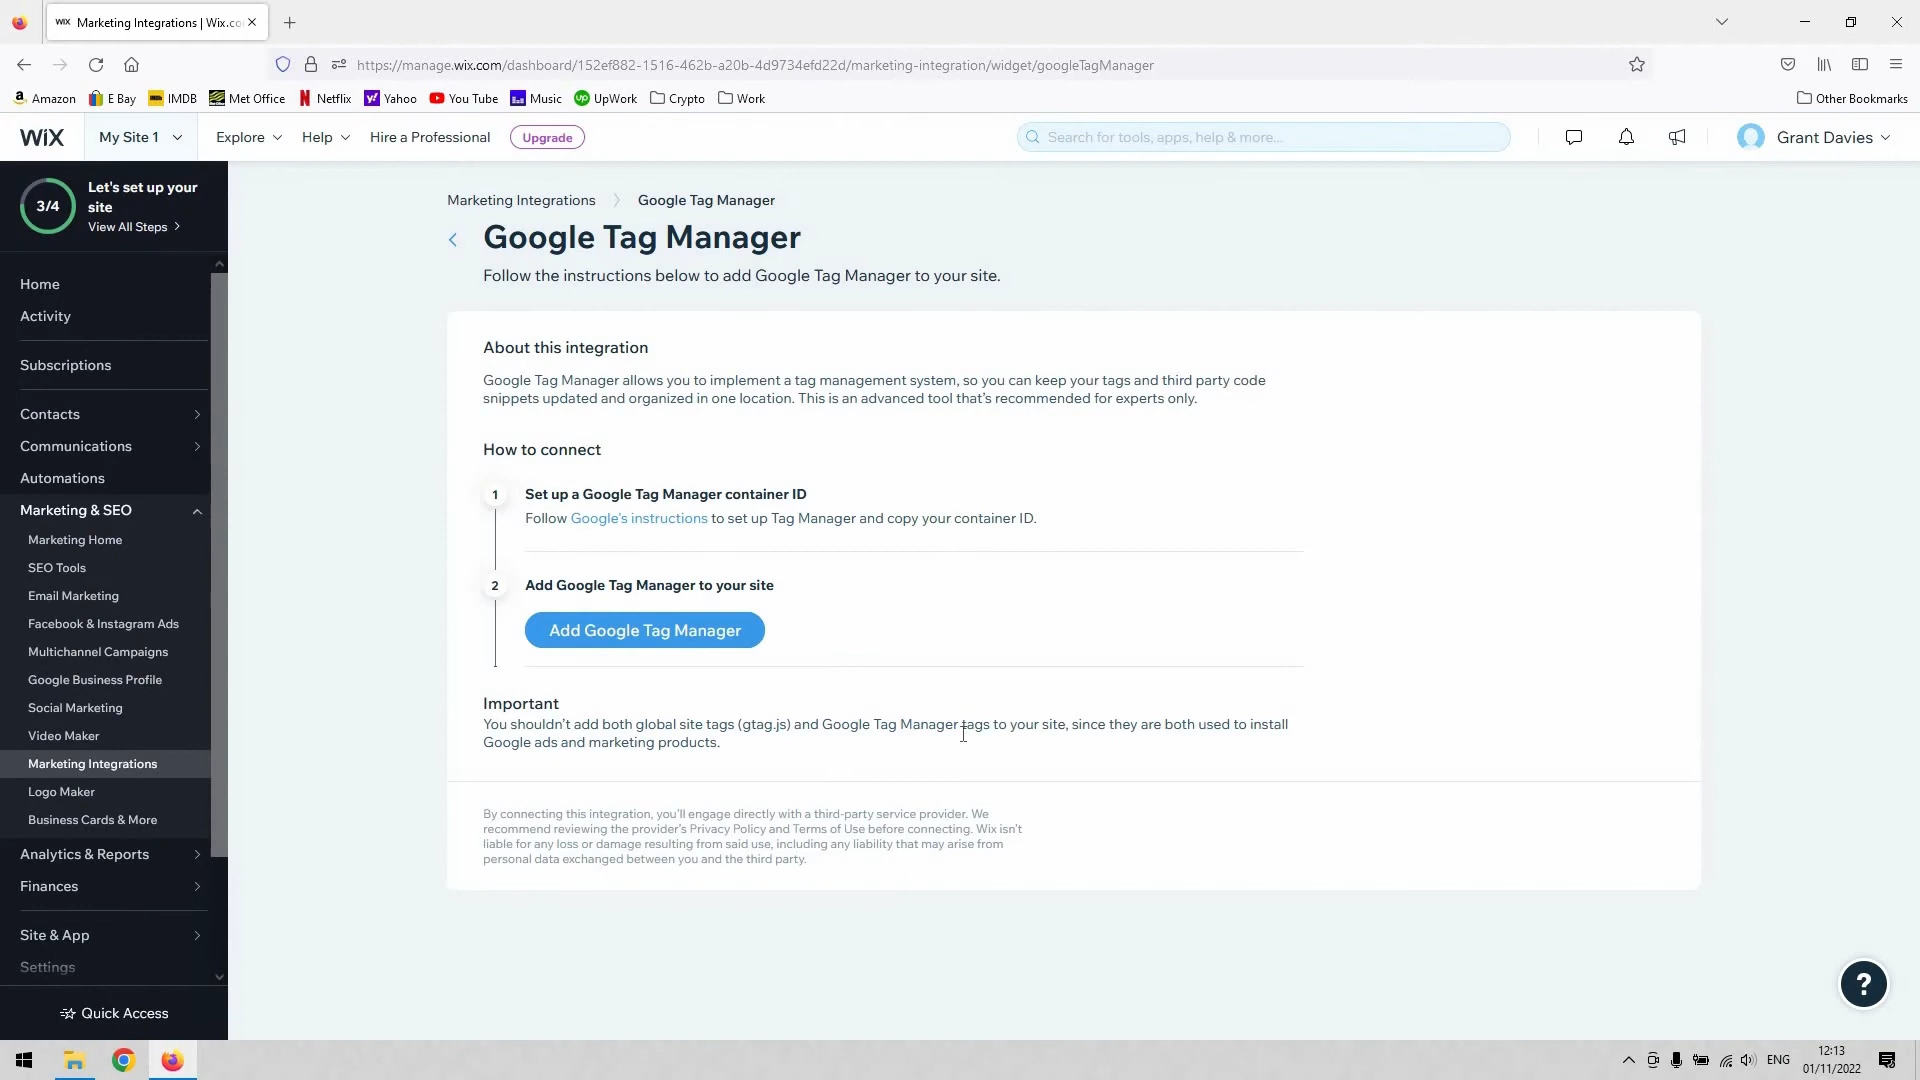 WIX Marketing Integrations | Wix.co
https://manage.wix.com/dashboard/152ef882-1516-462b-a20b-4d9734efd22d/marketing-integration/widget/googleTagManager
Amazon E Bay IMDB Met Office Netflix Yahoo You Tube Music UpWork Crypto Work Other Bookmarks
WIX My Site 1 Explore Help Hire a Professional Upgrade Search for tools, apps, help & more... Grant Davies
3/4
Let's set up your
site
View All Steps
Home
Activity
Subscriptions
Contacts
Communications
Automations
Marketing & SEO
Marketing Home
SEO Tools
Email Marketing
Facebook & Instagram Ads
Multichannel Campaigns
Google Business Profile
Social Marketing
Video Maker
Marketing Integrations
Logo Maker
Business Cards & More
Analytics & Reports
Finances
Site & App
Settings
Quick Access
Marketing Integrations Google Tag Manager
Google Tag Manager
Follow the instructions below to add Google Tag Manager to your site.
About this integration
Google Tag Manager allows you to implement a tag management system, so you can keep your tags and third party code
snippets updated and organized in one location. This is an advanced tool that's recommended for experts only.
How to connect
1 Set up a Google Tag Manager container ID
Follow Google's instructions to set up Tag Manager and copy your container ID.
2 Add Google Tag Manager to your site
Add Google Tag Manager
Important
You shouldn't add both global site tags (gtag.js) and Google Tag Manager tags to your site, since they are both used to install
Google ads and marketing products.
By connecting this integration, you'll engage directly with a third-party service provider. We
recommend reviewing the provider's Privacy Policy and Terms of Use before connecting. Wix isn't
liable for any loss or damage resulting from said use, including any liability that may arise from
personal data exchanged between you and the third party.
?
ENG
12:13
01/11/2022